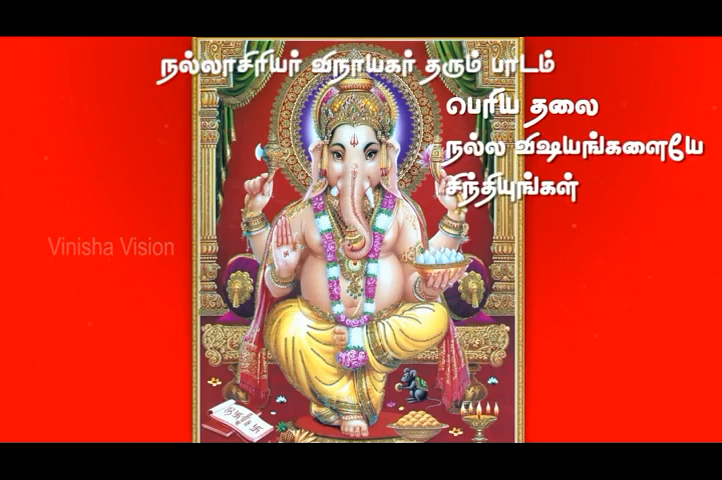 நல்லாசிரியர் விநாயகர் தரும் பாடம்
பெரிய தலை
நல்ல விஷயங்களையே
சிந்தியுங்கள்
Vinisha Vision